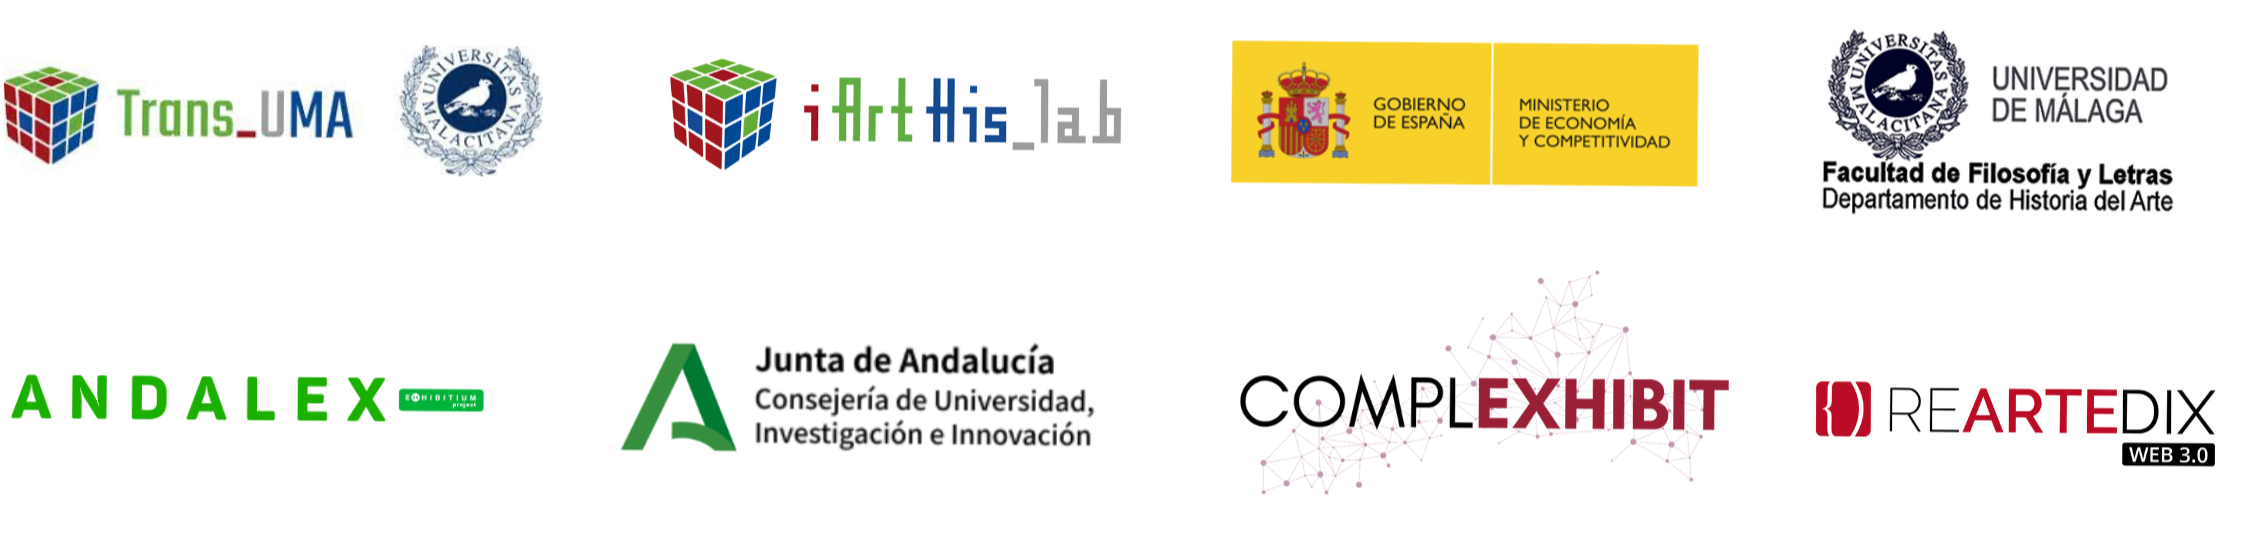 Trans_UMA
UNIVERSITAS MALACITANA
iArtHis_lab
GOBIERNO
DE ESPAÑA
MINISTERIO
DE ECONOMÍA
Y COMPETITIVIDAD
UNIVERSITAS MALACITANA
UNIVERSIDAD
DE MÁLAGA
Facultad de Filosofía y Letras
Departamento de Historia del Arte
ANDALEX
EXHIBITIUM
project
Junta de Andalucía
Consejería de Universidad,
Investigación e Innovación
COMPLEXHIBIT
REARTEDIX
WEB 3.0